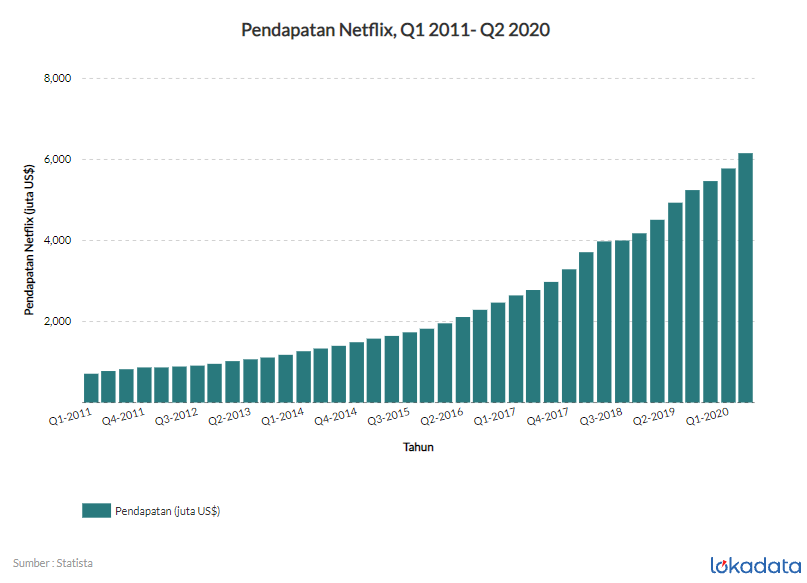 Pendapatan Netflix, Q1 2011- Q2 2020
8,000
6,000
4,000
2,000
Pendapatan Netflix (juta US$)
Q1-2011 Q4-2011 Q3-2012 Q2-2013 Q1-2014 Q4-2014 Q3-2015 Q2-2016 Q1-2017 Q4-2017 Q3-2018 Q2-2019 Q1-2020
Tahun
Pendapatan (juta US$)
Sumber : Statista
lokadata